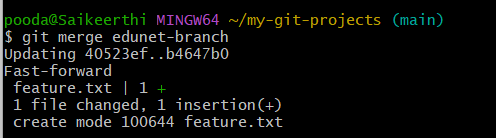 pooda@Saikeerthi MINGW64 ~/my-git-projects (main)
$ git merge edunet-branch
Updating 40523ef..b4647b0
Fast-forward
 feature.txt | 1 +
 1 file changed, 1 insertion(+)
 create mode 100644 feature.txt